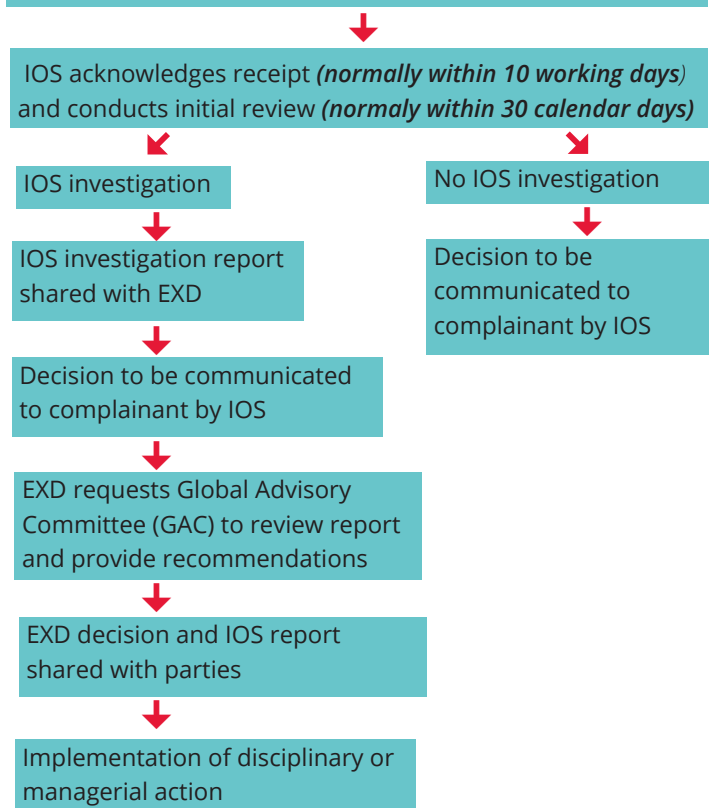 IOS acknowledges receipt (normally within 10 working days)
and conducts initial review (normaly within 30 calendar days)
IOS investigation
No IOS investigation
IOS investigation report
shared with EXD
Decision to be
communicated to
complainant by IOS
Decision to be communicated
to complainant by IOS
EXD requests Global Advisory
Committee (GAC) to review report
and provide recommendations
EXD decision and IOS report
shared with parties
Implementation of disciplinary or
managerial action